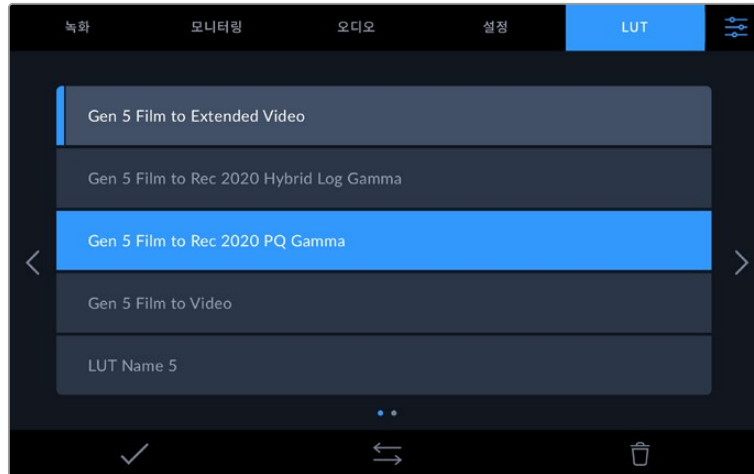 녹화 모니터링 오디오 설정 LUT
Gen 5 Film to Extended Video
Gen 5 Film to Rec 2020 Hybrid Log Gamma
Gen 5 Film to Rec 2020 PQ Gamma
Gen 5 Film to Video
LUT Name 5